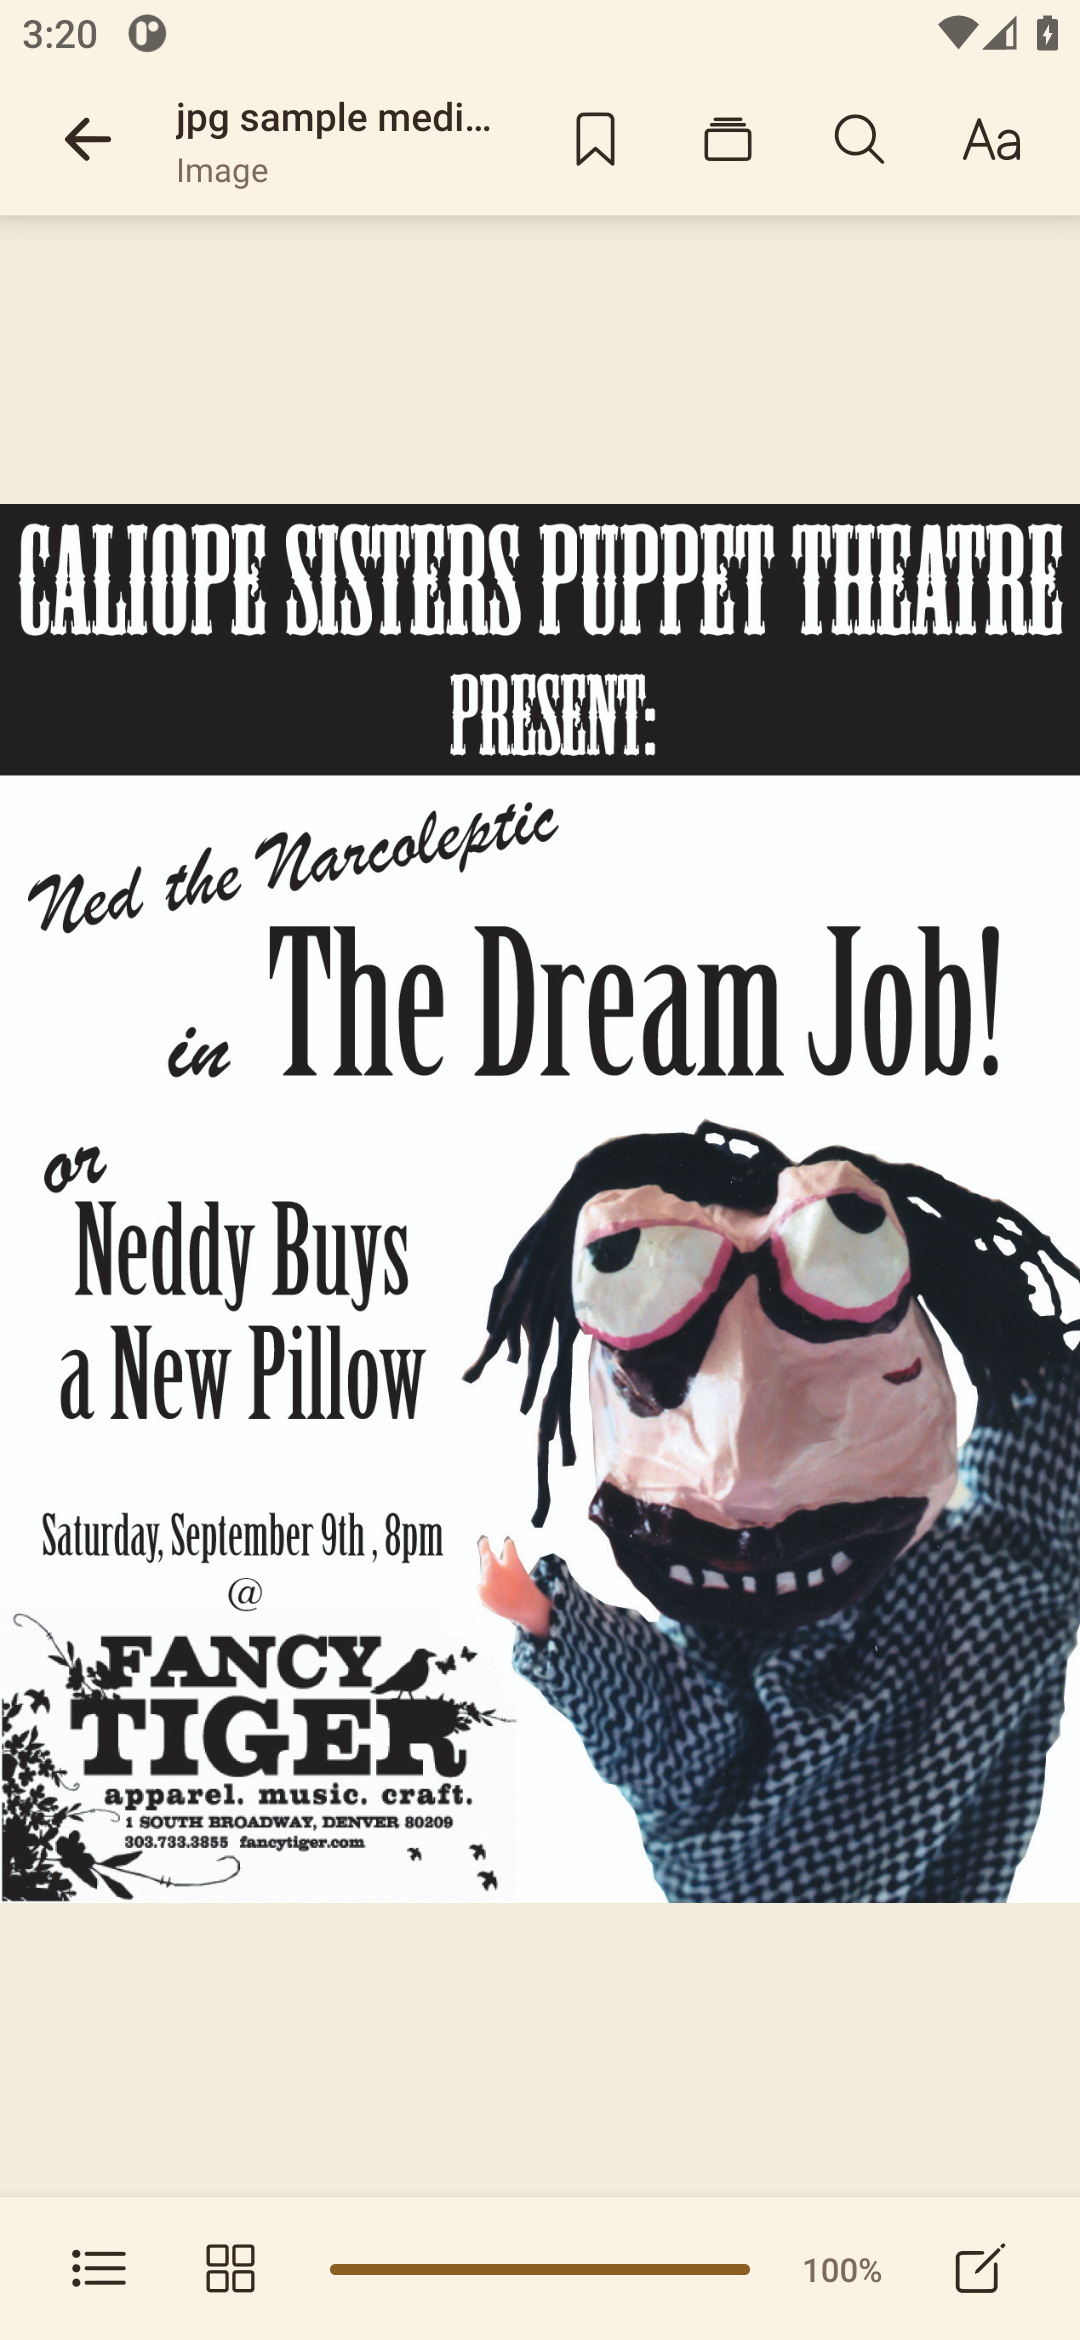 3:20
jpg sample medi...
Image
Aa
CALIOPE SISTERS PUPPET THEATRE
PRESENT:
Ned the Narcoleptic
in The Dream Job!
or
Neddy Buys
a New Pillow
Saturday, September 9th , 8pm
@
FANCY
TIGER
apparel. music. craft.
1 SOUTH BROADWAY, DENVER 80209
303.733.3855 fancytiger.com
100%